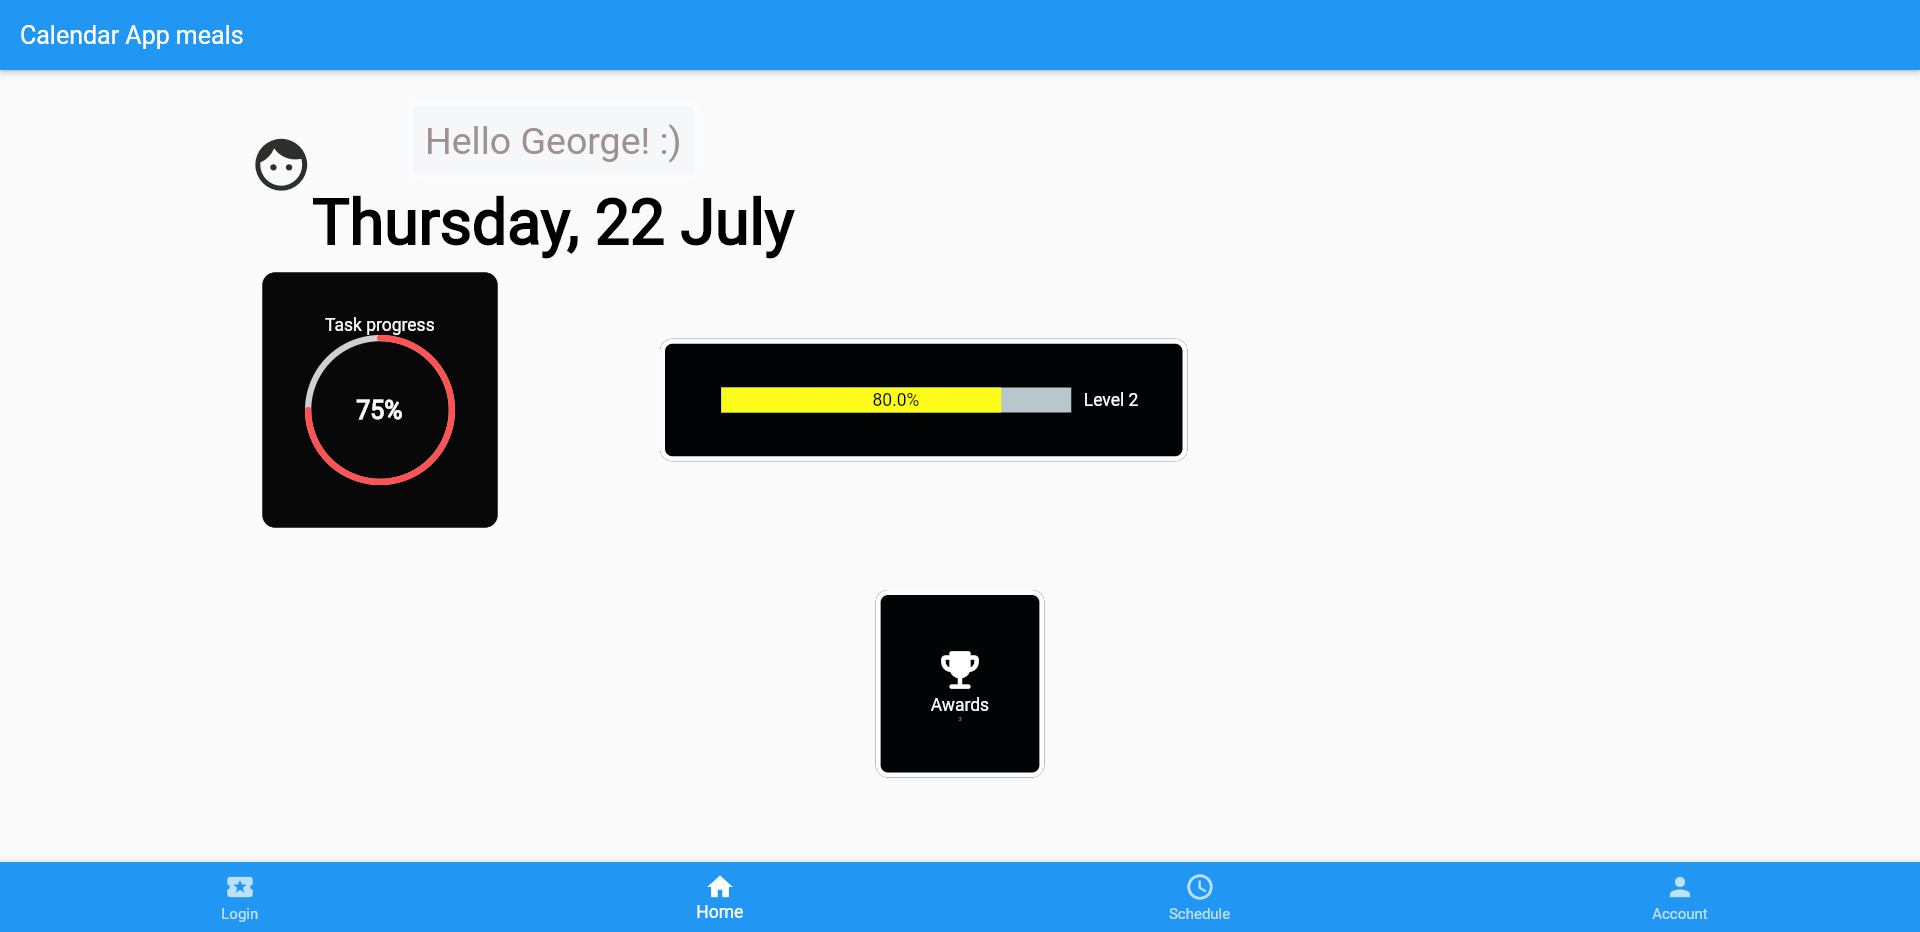 Calendar App meals
Hello George! :)
Thursday, 22 July
Task progress
75%
80.0%
Level 2
Awards
3
Login
Home
Schedule
Account